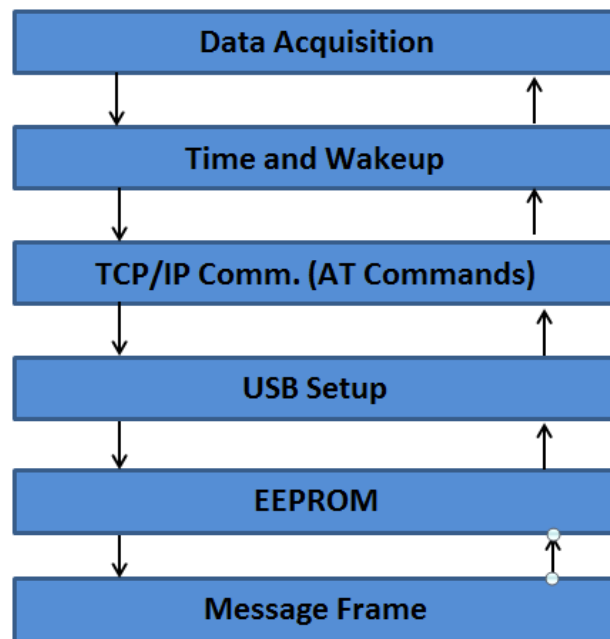 Data Acquisition
Time and Wakeup
TCP/IP Comm. (AT Commands)
USB Setup
EEPROM
Message Frame